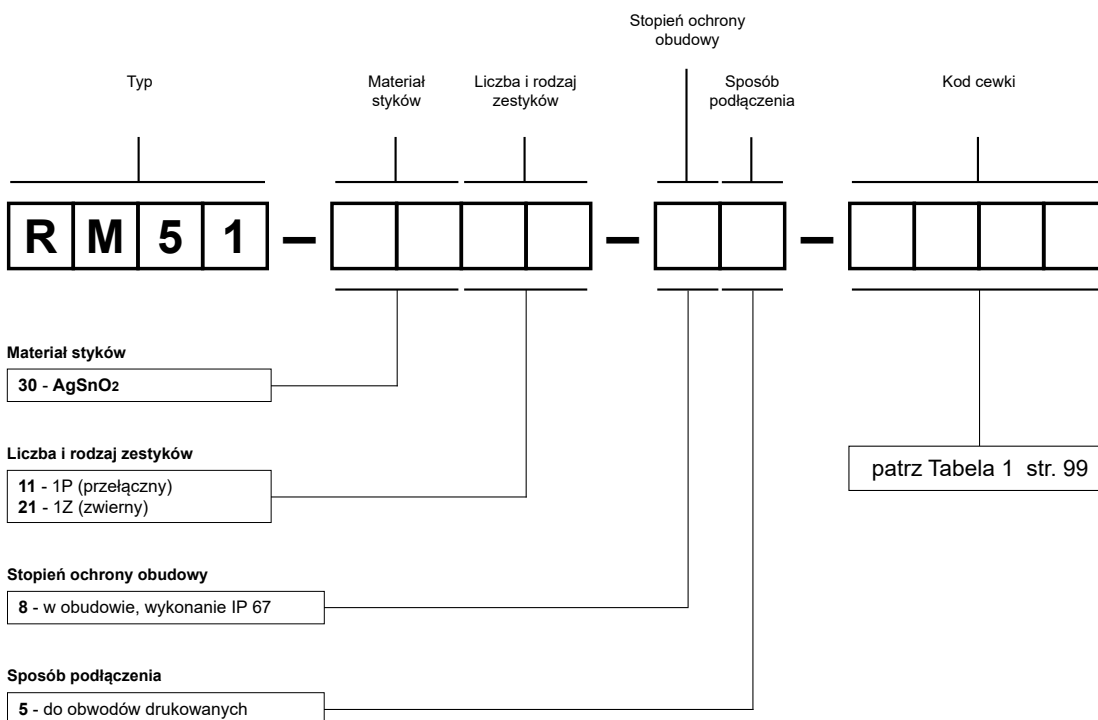 Stopień ochrony
obudowy
Typ
Materiał
styków
Liczba i rodzaj
zestyków
Sposób
podłączenia
Kod cewki
R M 5 1 – –  –
Materiał styków
30 - AgSnO2
Liczba i rodzaj zestyków
11 - 1P (przełączny)
21 - 1Z (zwierny)
patrz Tabela 1 str. 99
Stopień ochrony obudowy
8 - w obudowie, wykonanie IP 67
Sposób podłączenia
5 - do obwodów drukowanych